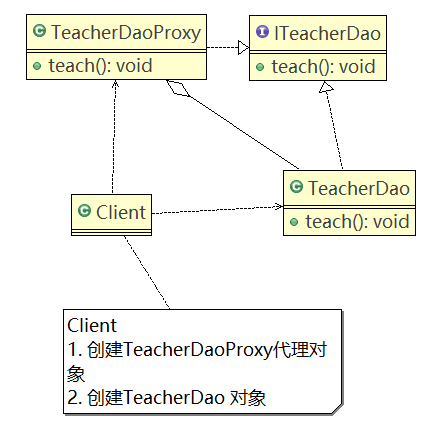 TeacherDaoProxy
teach(): void
ITeacherDao
teach(): void
TeacherDao
teach(): void
Client
Client
1. 创建TeacherDaoProxy代理对
象
2. 创建TeacherDao 对象